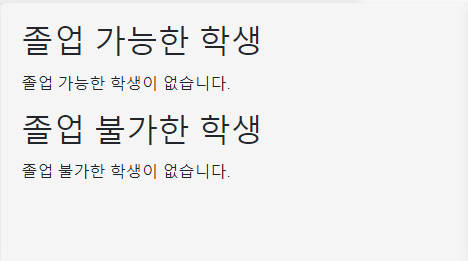 졸업 가능한 학생
졸업 가능한 학생이 없습니다.
졸업 불가한 학생
졸업 불가한 학생이 없습니다.